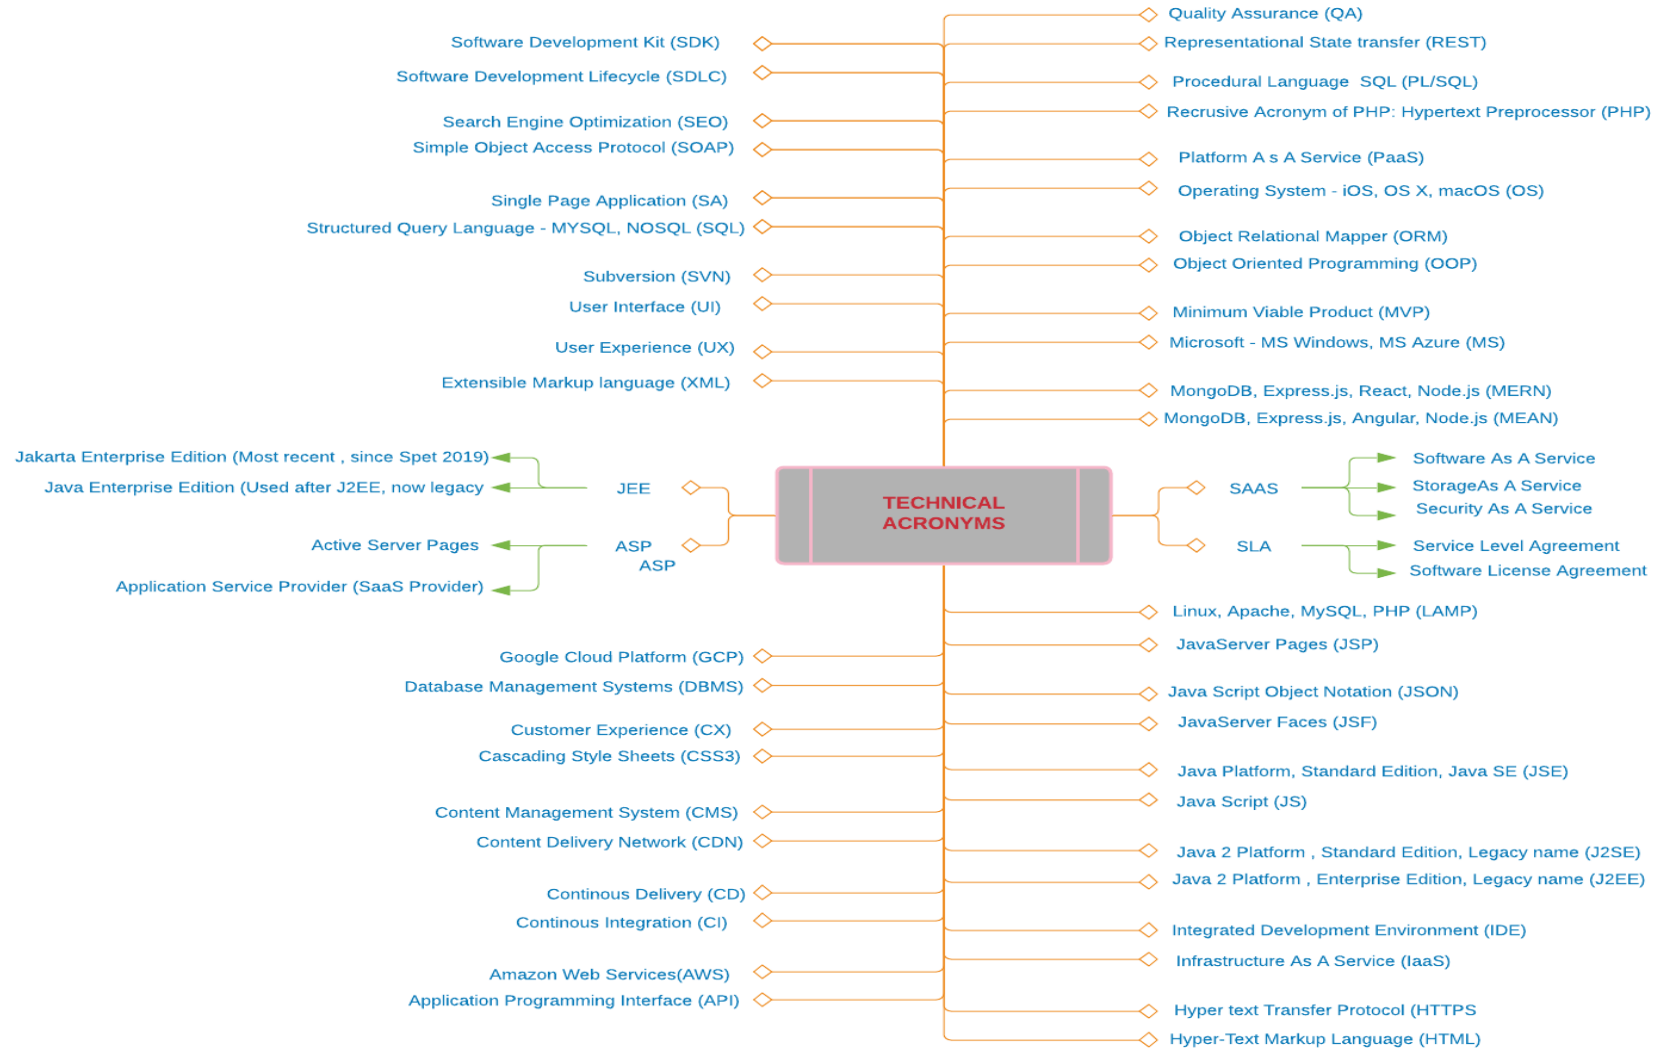 Software Development Kit (SDK)
Software Development Lifecycle (SDLC)
Search Engine Optimization (SEO)
Simple Object Access Protocol (SOAP)
Single Page Application (SA)
Structured Query Language - MYSQL, NOSQL (SQL)
Subversion (SVN)
User Interface (UI)
User Experience (UX)
Extensible Markup language (XML)
Quality Assurance (QA)
Representational State transfer (REST)
Procedural Language  SQL (PL/SQL)
Recrusive Acronym of PHP: Hypertext Preprocessor (PHP)
Platform A s A Service (PaaS)
Operating System - iOS, OS X, macOS (OS)
Object Relational Mapper (ORM)
Object Oriented Programming (OOP)
Minimum Viable Product (MVP)
Microsoft - MS Windows, MS Azure (MS)
MongoDB, Express.js, React, Node.js (MERN)
MongoDB, Express.js, Angular, Node.js (MEAN)
Jakarta Enterprise Edition (Most recent , since Spet 2019)
Java Enterprise Edition (Used after J2EE, now legacy
JEE
Active Server Pages
ASP
ASP
Application Service Provider (SaaS Provider)
TECHNICAL
ACRONYMS
SAAS
Software As A Service
StorageAs A Service
Security As A Service
SLA
Service Level Agreement
Software License Agreement
Google Cloud Platform (GCP)
Database Management Systems (DBMS)
Customer Experience (CX)
Cascading Style Sheets (CSS3)
Content Management System (CMS)
Content Delivery Network (CDN)
Continous Delivery (CD)
Continous Integration (CI)
Amazon Web Services(AWS)
Application Programming Interface (API)
Linux, Apache, MySQL, PHP (LAMP)
JavaServer Pages (JSP)
Java Script Object Notation (JSON)
JavaServer Faces (JSF)
Java Platform, Standard Edition, Java SE (JSE)
Java Script (JS)
Java 2 Platform , Standard Edition, Legacy name (J2SE)
Java 2 Platform , Enterprise Edition, Legacy name (J2EE)
Integrated Development Environment (IDE)
Infrastructure As A Service (IaaS)
Hyper text Transfer Protocol (HTTPS
Hyper-Text Markup Language (HTML)